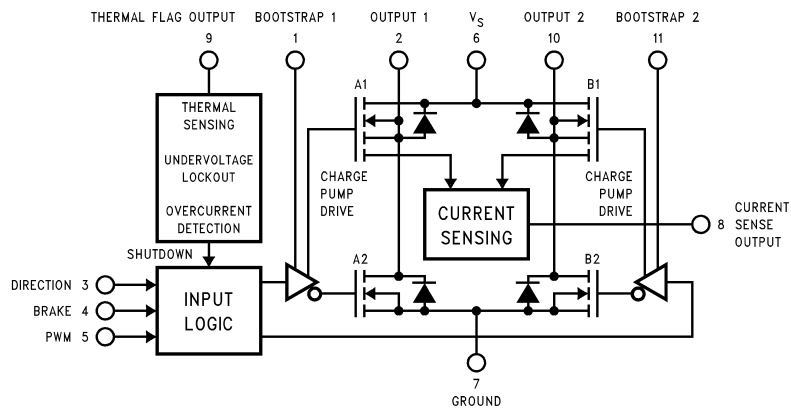 THERMAL FLAG OUTPUT
9
BOOTSTRAP 1
1
OUTPUT 1
2
VS
6
OUTPUT 2
10
BOOTSTRAP 2
11
THERMAL
SENSING
UNDERVOLTAGE
LOCKOUT
OVERCURRENT
DETECTION
A1
B1
CHARGE
PUMP
DRIVE
CHARGE
PUMP
DRIVE
CURRENT
SENSING
8
CURRENT
SENSE
OUTPUT
SHUTDOWN
A2
B2
DIRECTION 3
BRAKE 4
PWM 5
INPUT
LOGIC
7
GROUND